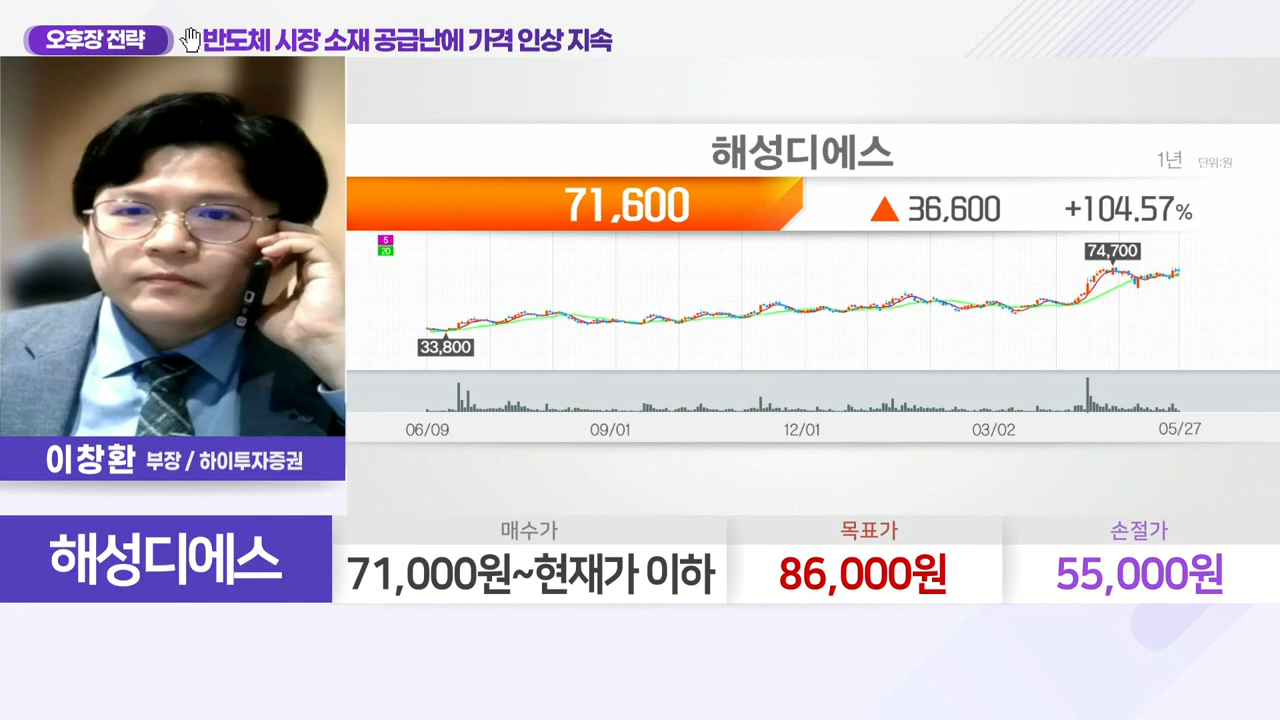 오후장 전략
반도체 시장 소재 공급난에 가격 인상 지속
해성디에스
1년 단위:원
71,600 ▲ 36,600 +104.57%
5
20
74,700
33,800
06/09 09/01 12/01 03/02 05/27
이창환 부장 / 하이투자증권
해성디에스
매수가 목표가 손절가
71,000원~현재가 이하 86,000원 55,000원